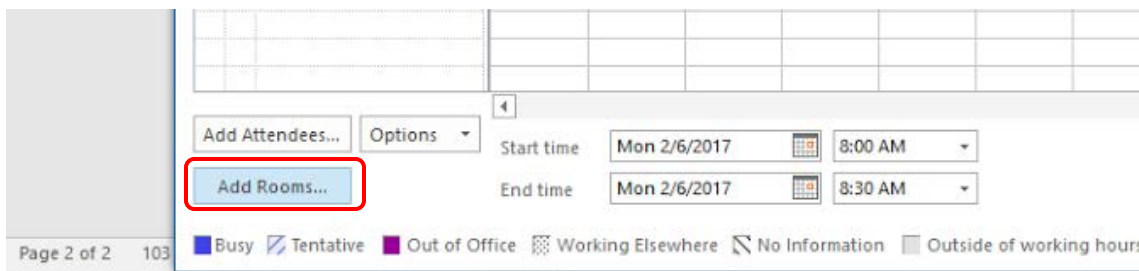 Add Attendees... Options
Start time Mon 2/6/2017 8:00 AM
Add Rooms...
End time Mon 2/6/2017 8:30 AM
Busy Tentative Out of Office Working Elsewhere No Information Outside of working hours
Page 2 of 2 103